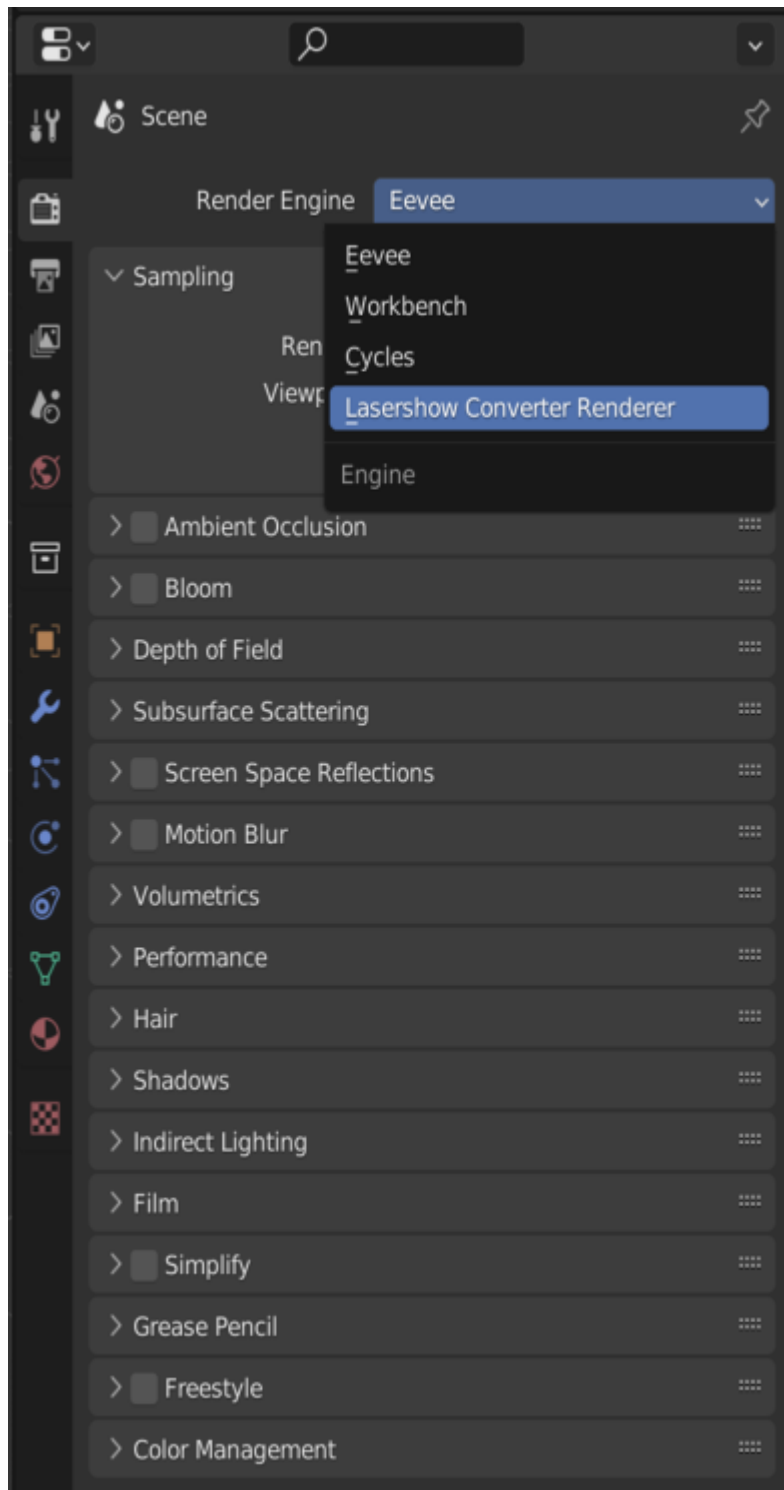 Scene
Render Engine Eevee
Eevee
Workbench
Cycles
Lasershow Converter Renderer
Engine
Sampling
Ren
Viewp
Ambient Occlusion
Bloom
Depth of Field
Subsurface Scattering
Screen Space Reflections
Motion Blur
Volumetrics
Performance
Hair
Shadows
Indirect Lighting
Film
Simplify
Grease Pencil
Freestyle
Color Management